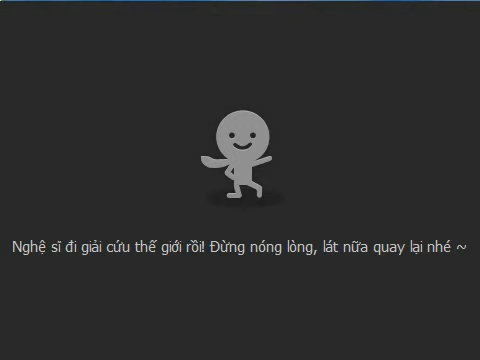 Nghệ sĩ đi giải cứu thế giới rồi! Đừng nóng lòng, lát nữa quay lại nhé ~